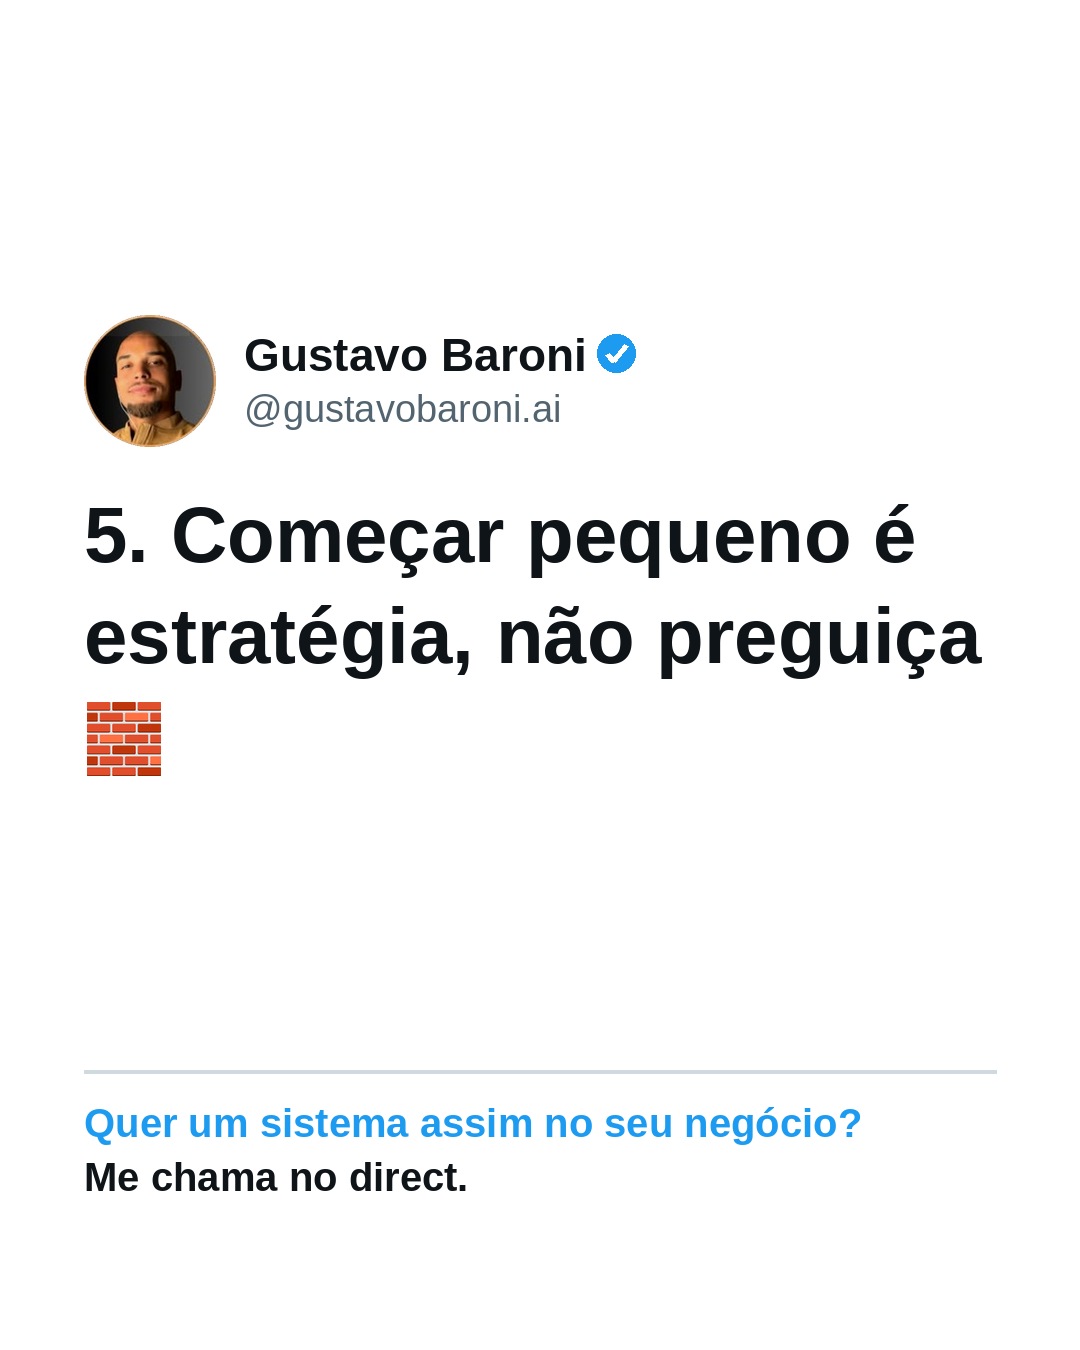 Gustavo Baroni
@gustavobaroni.ai
5. Começar pequeno é
estratégia, não preguiça
🧱
Quer um sistema assim no seu negócio?
Me chama no direct.